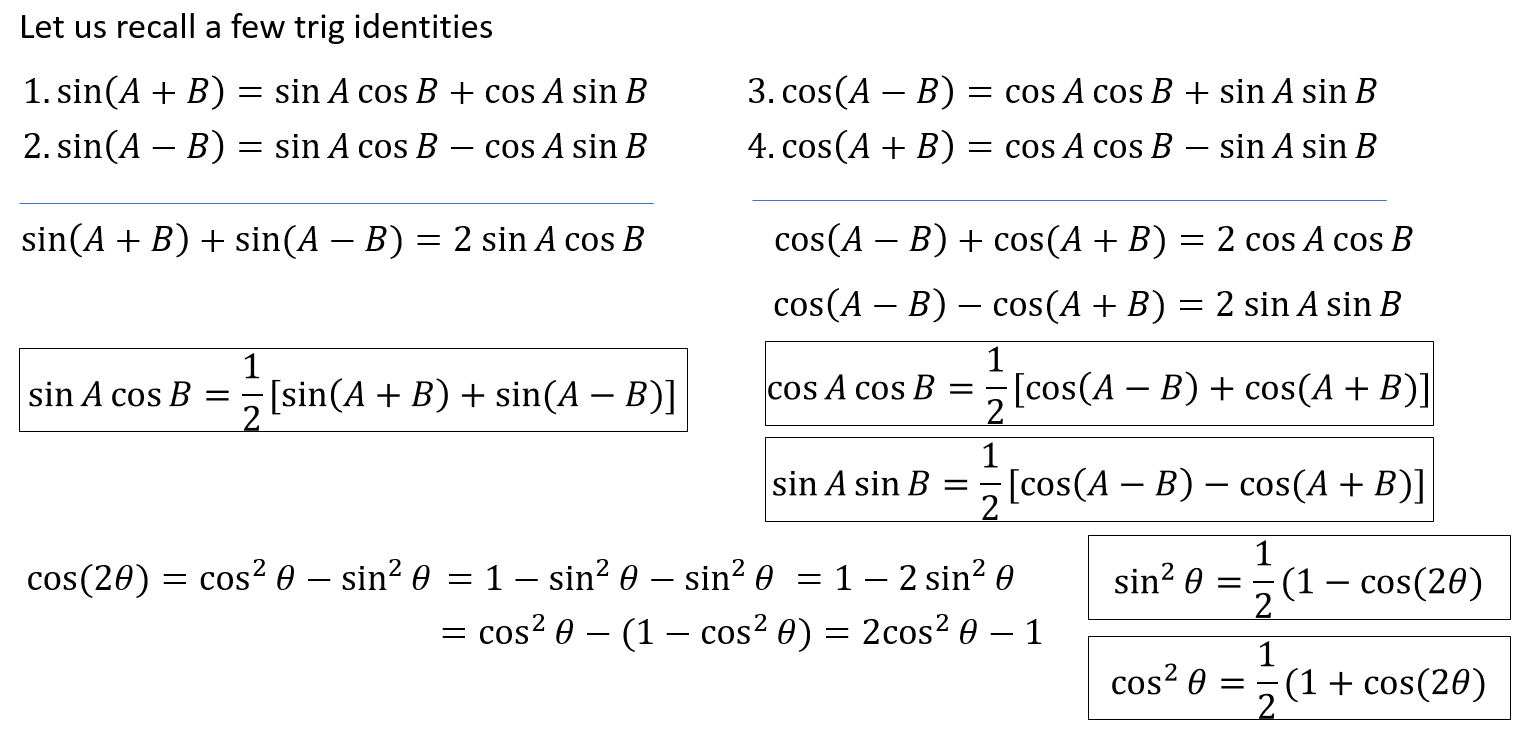 Let us recall a few trig identities
1. sin(A + B) = sin A cos B + cos A sin B
2. sin(A − B) = sin A cos B − cos A sin B
sin(A + B) + sin(A − B) = 2 sin A cos B
sin A cos B = 1/2 [sin(A + B) + sin(A − B)]
3. cos(A − B) = cos A cos B + sin A sin B
4. cos(A + B) = cos A cos B − sin A sin B
cos(A − B) + cos(A + B) = 2 cos A cos B
cos(A − B) − cos(A + B) = 2 sin A sin B
cos A cos B = 1/2 [cos(A − B) + cos(A + B)]
sin A sin B = 1/2 [cos(A − B) − cos(A + B)]
cos(2θ) = cos² θ − sin² θ = 1 − sin² θ − sin² θ = 1 − 2 sin² θ
= cos² θ − (1 − cos² θ) = 2cos² θ − 1
sin² θ = 1/2 (1 − cos(2θ)
cos² θ = 1/2 (1 + cos(2θ)